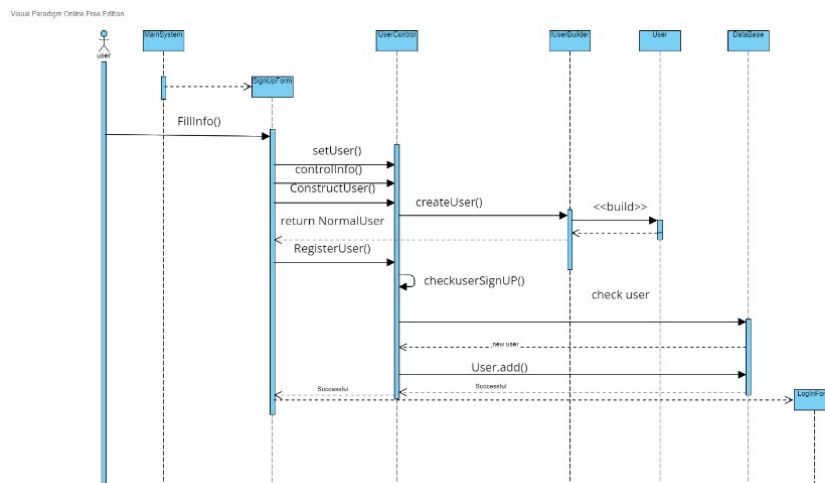 Visual Paradigm Online Free Edition
MainSystem
UserControl
IUserBuilder
User
DataBase
user
SignUpForm
FillInfo()
setUser()
controlInfo()
ConstructUser()
createUser()
<<build>>
return NormalUser
RegisterUser()
checkuserSignUP()
check user
new user
User.add()
Successful
Successful
LogInFor